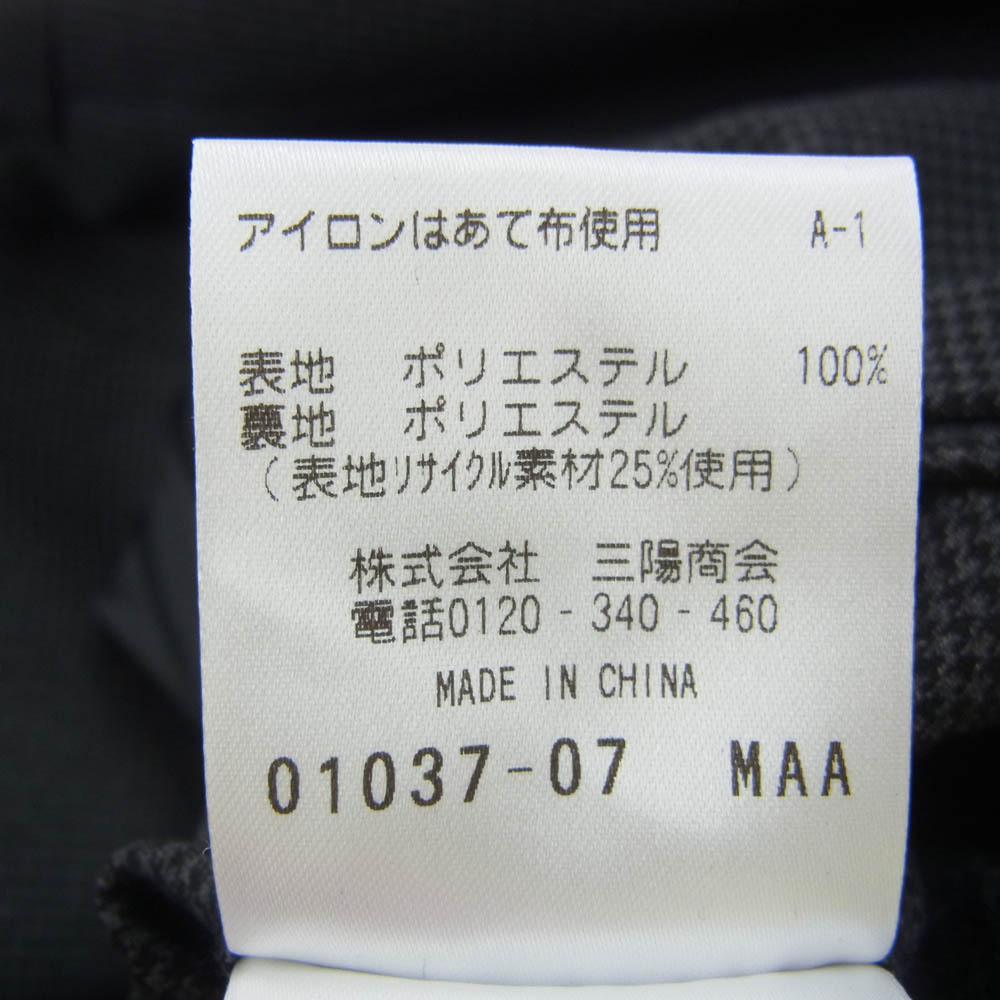 アイロンはあて布使用 A-1
表地 ポリエステル 100%
裏地 ポリエステル
(表地リサイクル素材25%使用)
株式会社 三陽商会
電話0120-340-460
MADE IN CHINA
01037-07 MAA